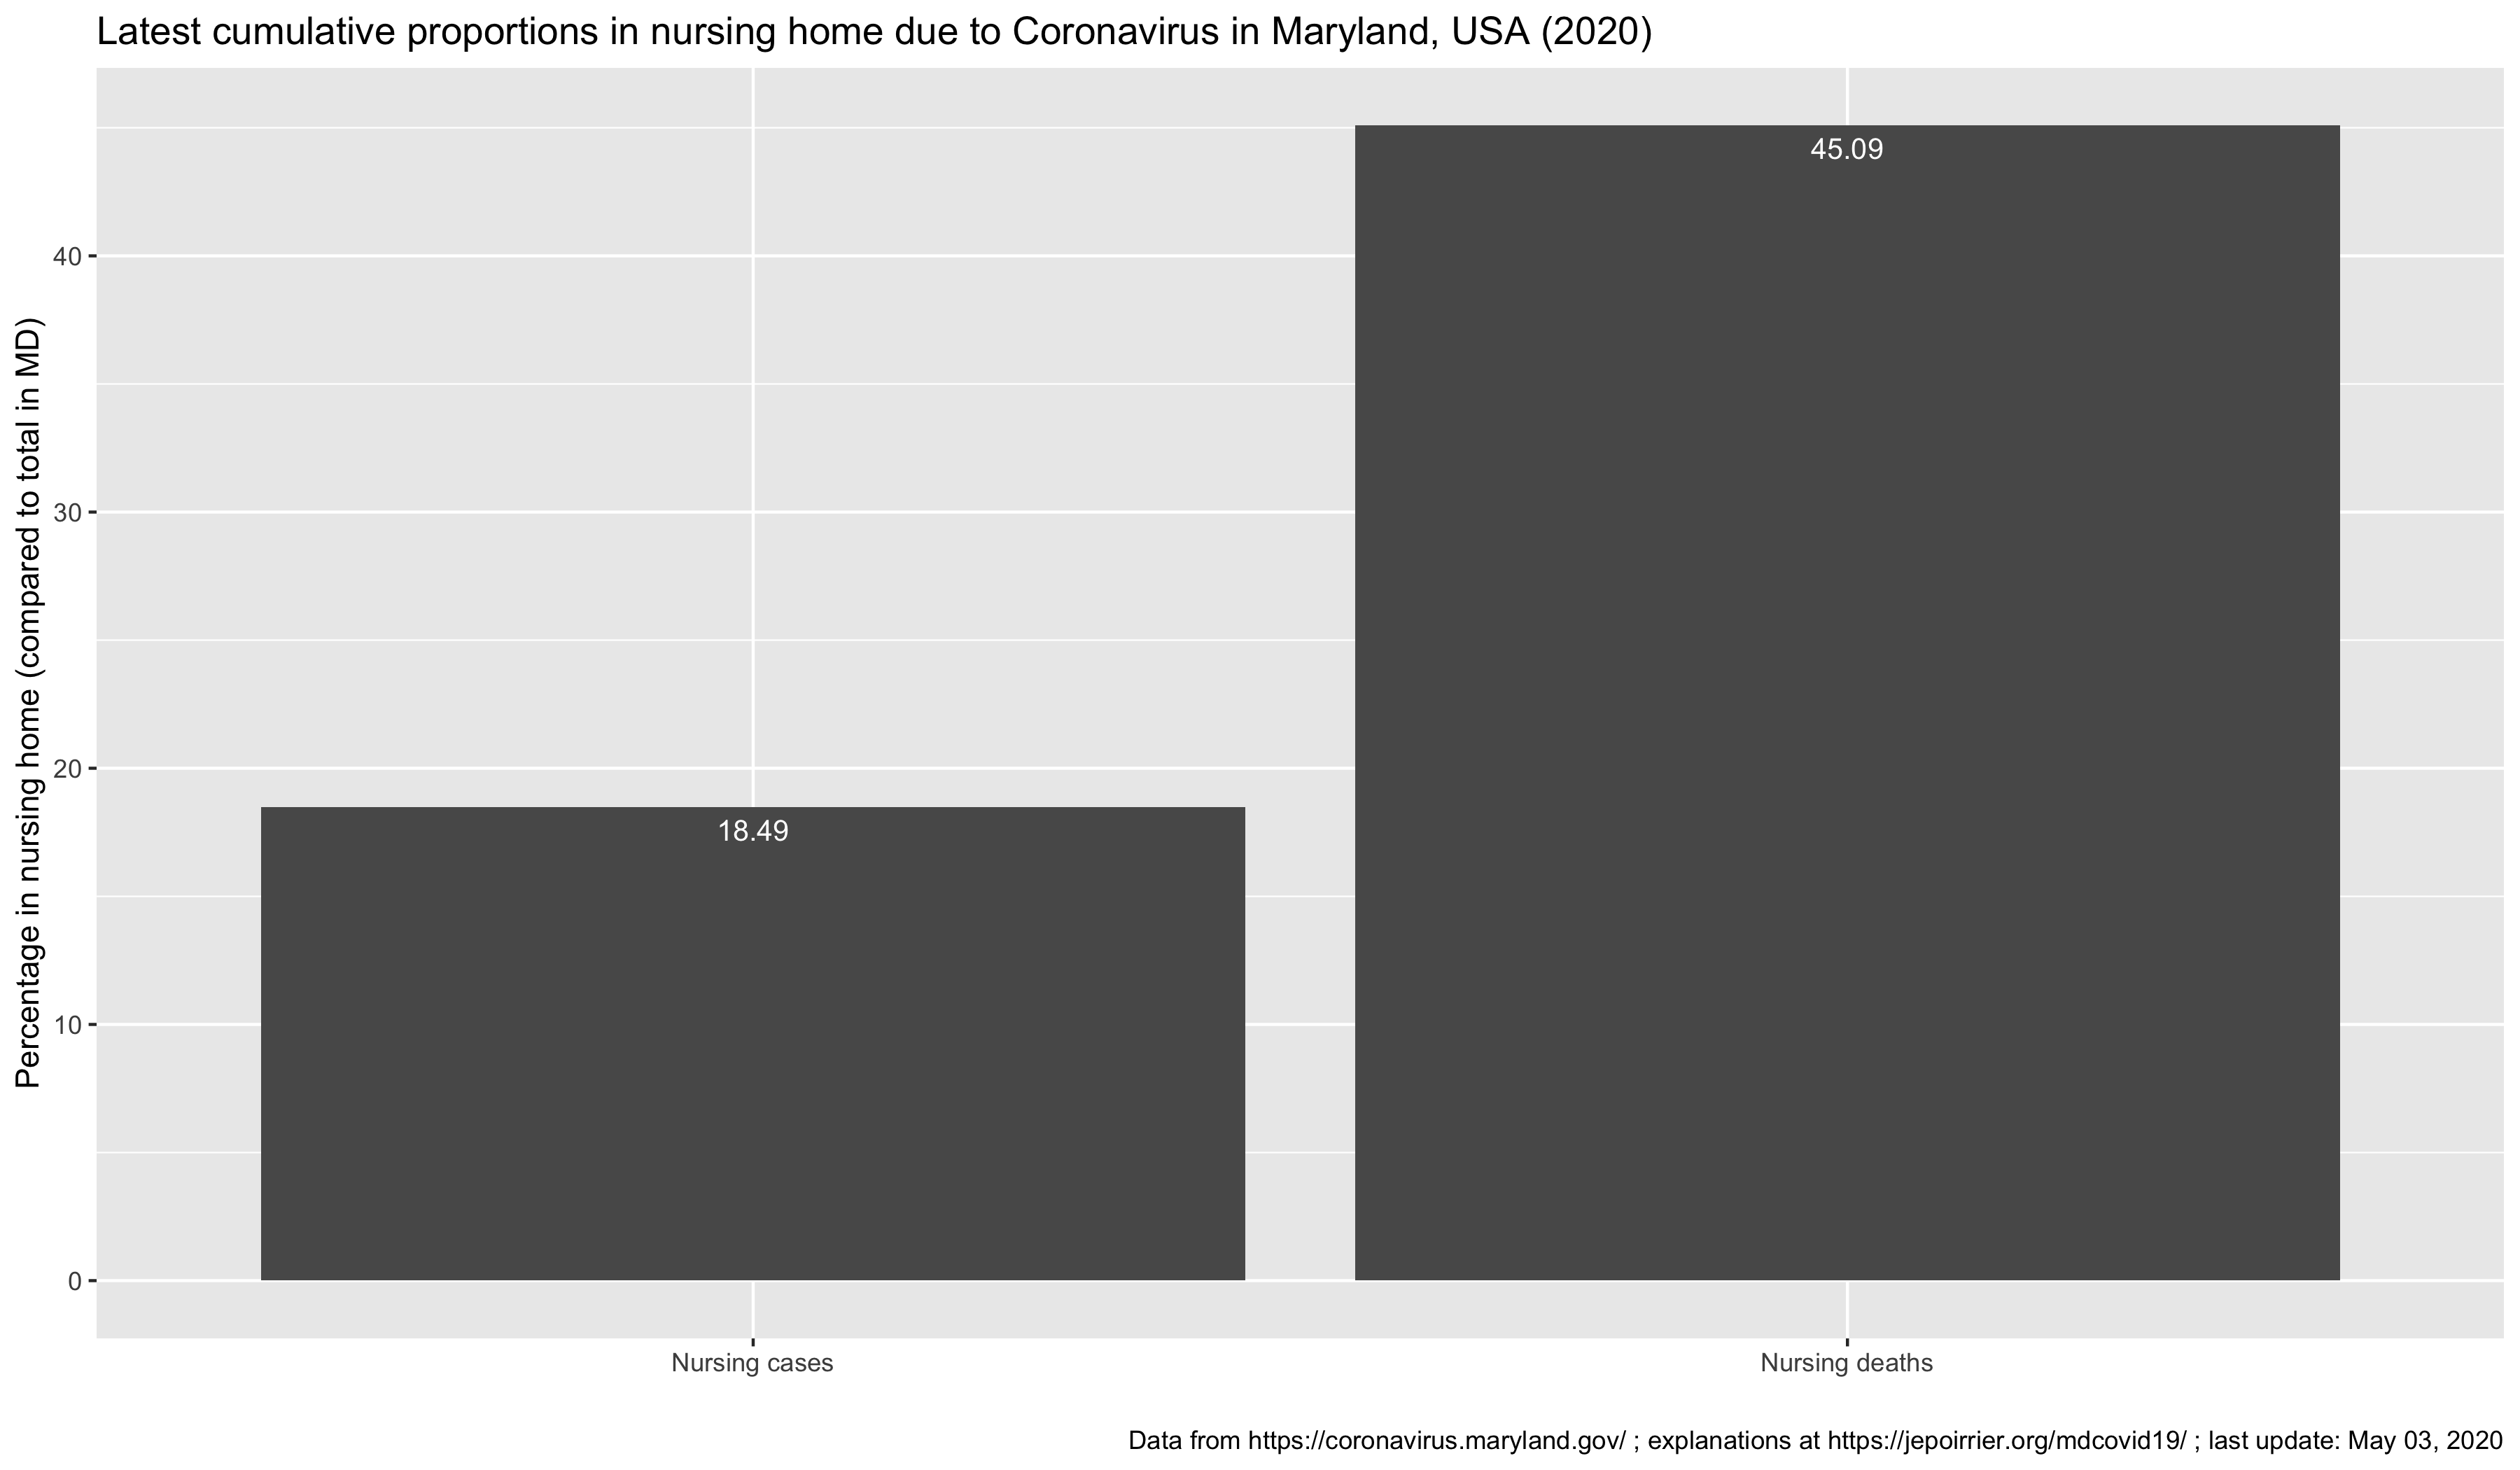 Latest cumulative proportions in nursing home due to Coronavirus in Maryland, USA (2020)
Percentage in nursing home (compared to total in MD)
40
30
20
10
0
45.09
18.49
Nursing cases
Nursing deaths
Data from https://coronavirus.maryland.gov/ ; explanations at https://jepoirrier.org/mdcovid19/ ; last update: May 03, 2020